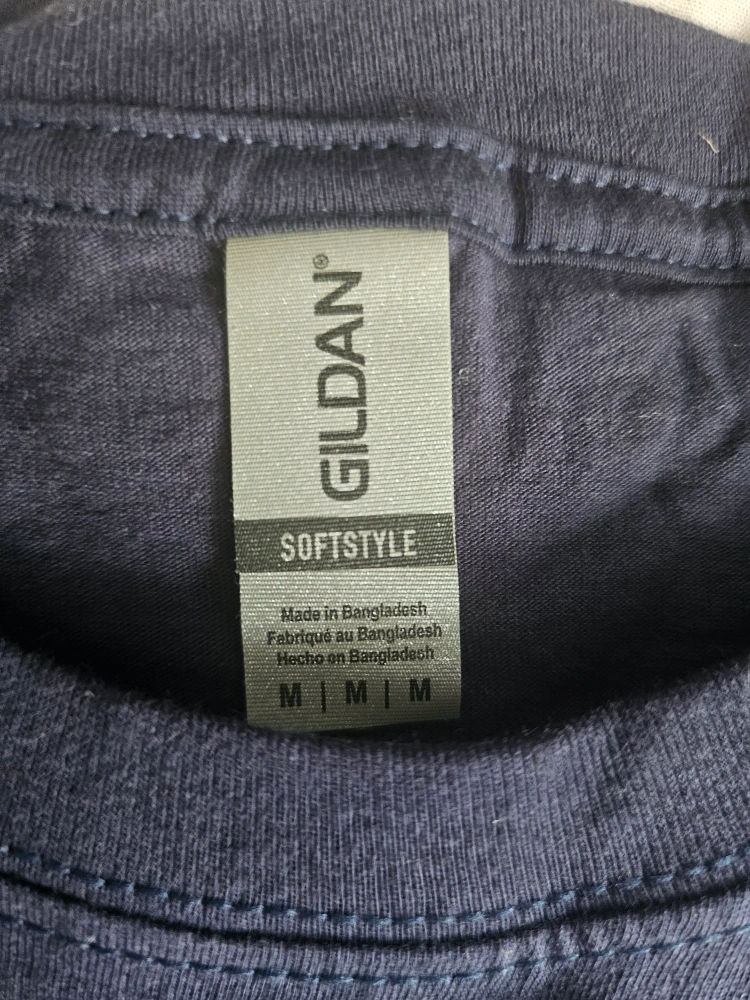 GILDAN®
SOFTSTYLE
Made in Bangladesh
Fabriqué au Bangladesh
Hecho en Bangladesh
M | M | M